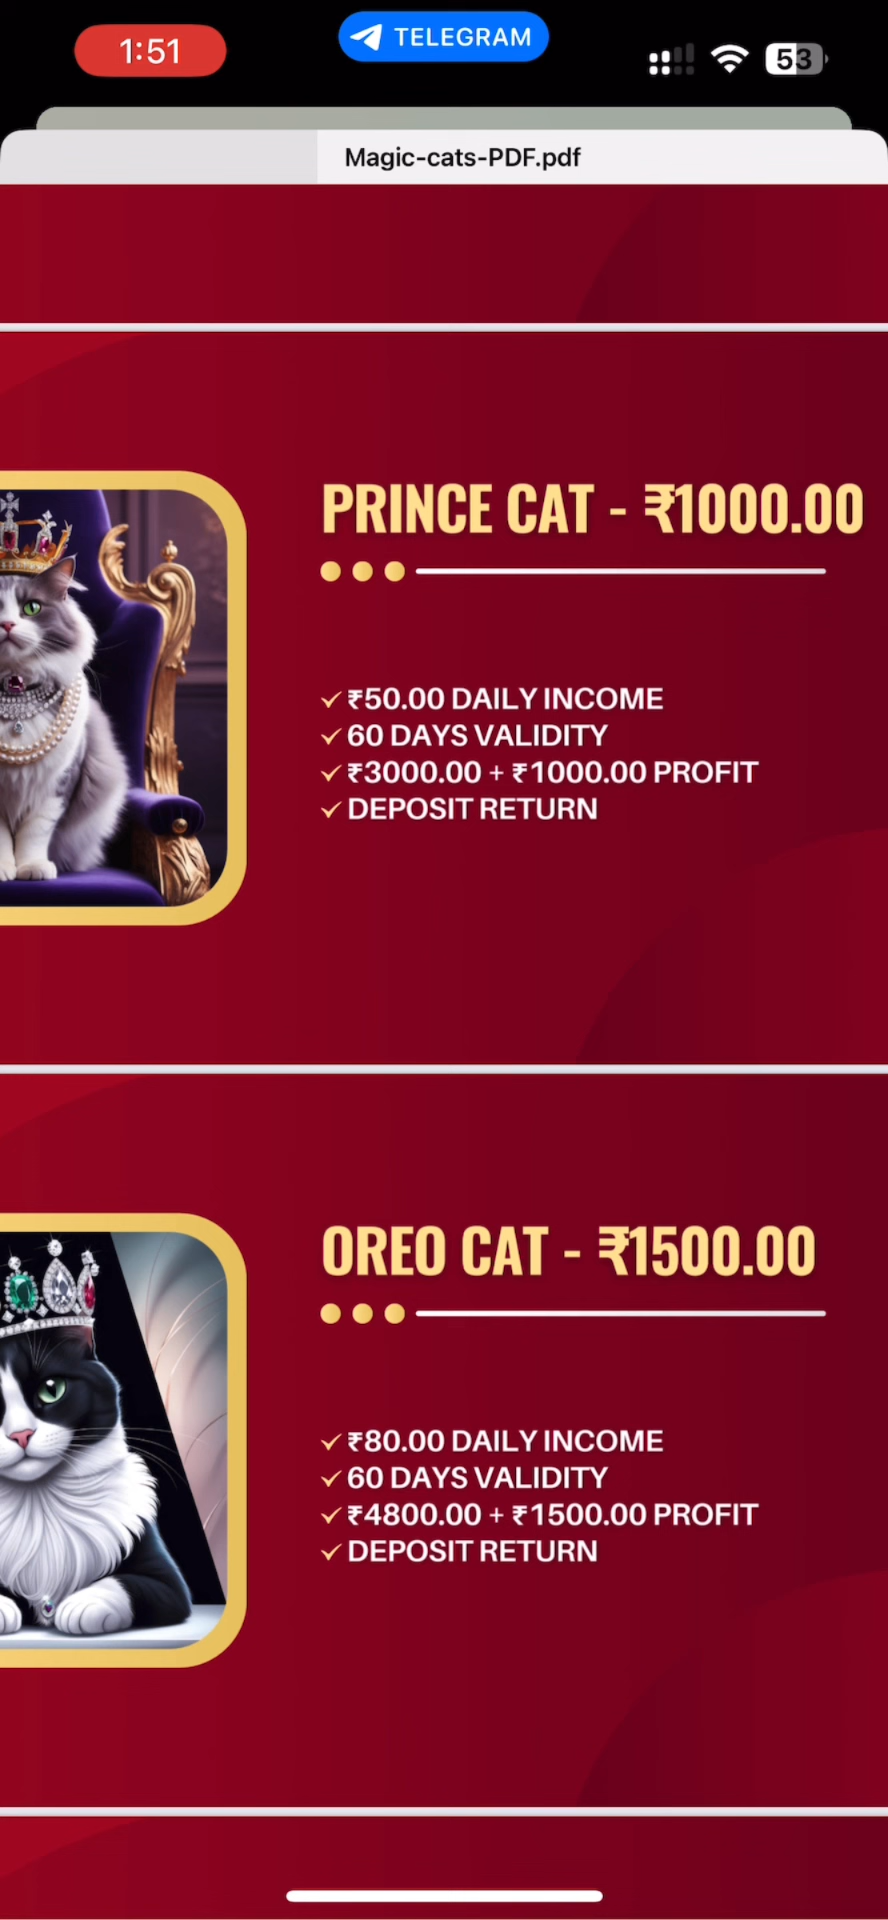 1:51
TELEGRAM
53
Magic-cats-PDF.pdf
PRINCE CAT - ₹1000.00
₹50.00 DAILY INCOME
60 DAYS VALIDITY
₹3000.00 + ₹1000.00 PROFIT
DEPOSIT RETURN
OREO CAT - ₹1500.00
₹80.00 DAILY INCOME
60 DAYS VALIDITY
₹4800.00 + ₹1500.00 PROFIT
DEPOSIT RETURN